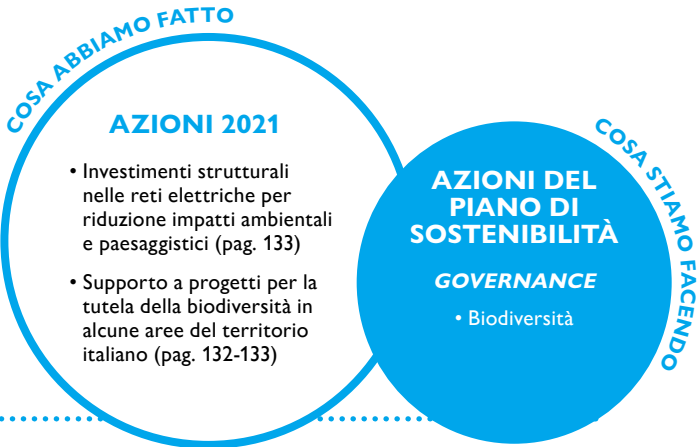 COSA ABBIAMO FATTO
AZIONI 2021
• Investimenti strutturali
nelle reti elettriche per
riduzione impatti ambientali
e paesaggistici (pag. 133)
• Supporto a progetti per la
tutela della biodiversità in
alcune aree del territorio
italiano (pag. 132-133)
COSA STIAMO FACENDO
AZIONI DEL
PIANO DI
SOSTENIBILITÀ
GOVERNANCE
• Biodiversità